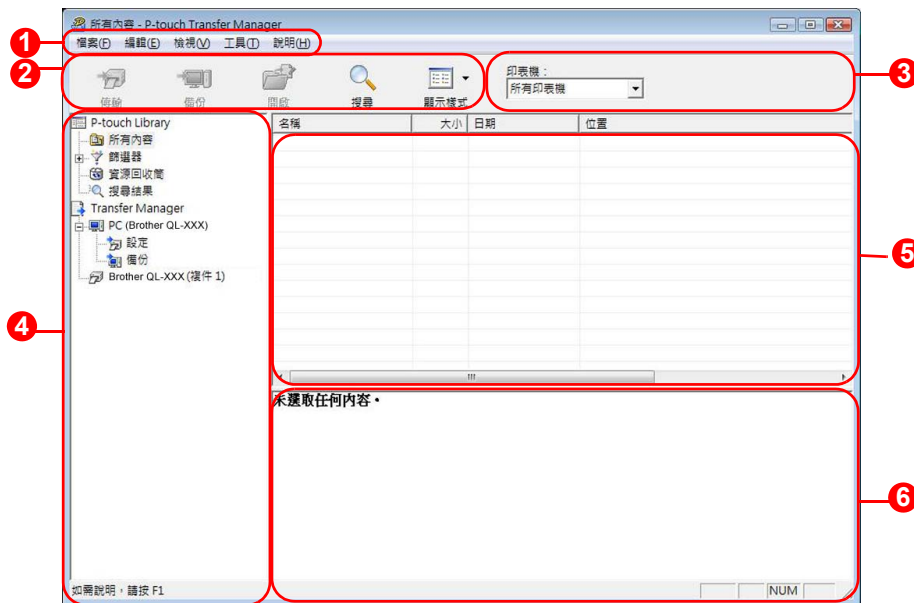 所有內容 - P-touch Transfer Manager
1
檔案(F) 編輯(E) 檢視(V) 工具(T) 說明(H)
2
傳輸 備份 開啟 搜尋 顯示樣式
印表機：
所有印表機
3
P-touch Library
所有內容
篩選器
資源回收筒
搜尋結果
Transfer Manager
PC (Brother QL-XXX)
設定
備份
Brother QL-XXX (複件 1)
4
名稱 大小 日期 位置
5
未選取任何內容。
6
如需說明，請按 F1
NUM